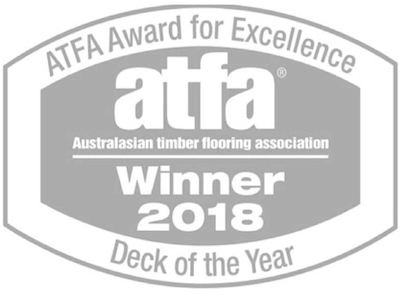 ATFA Award for Excellence
atfa®
Australasian timber flooring association
Winner
2018
Deck of the Year